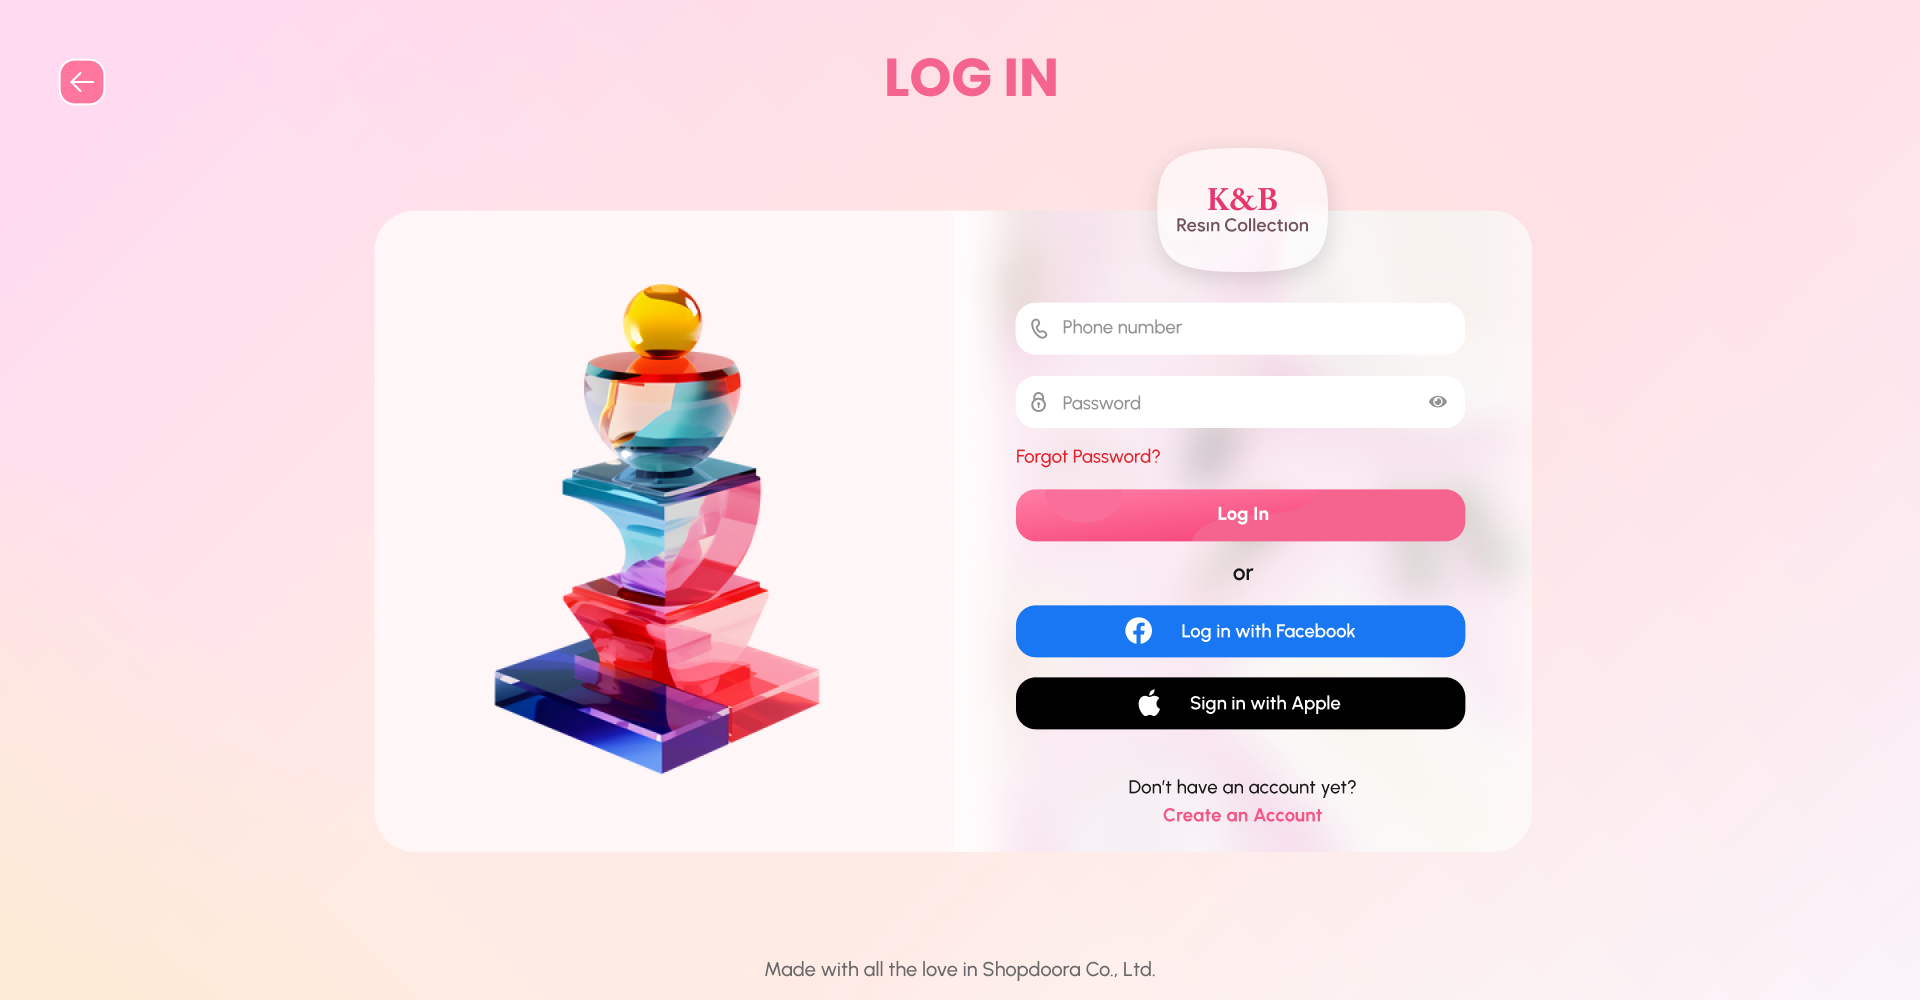 LOG IN
K&B
Resin Collection
Phone number
Password
Forgot Password?
Log In
or
Log in with Facebook
Sign in with Apple
Don't have an account yet?
Create an Account
Made with all the love in Shopdoora Co., Ltd.